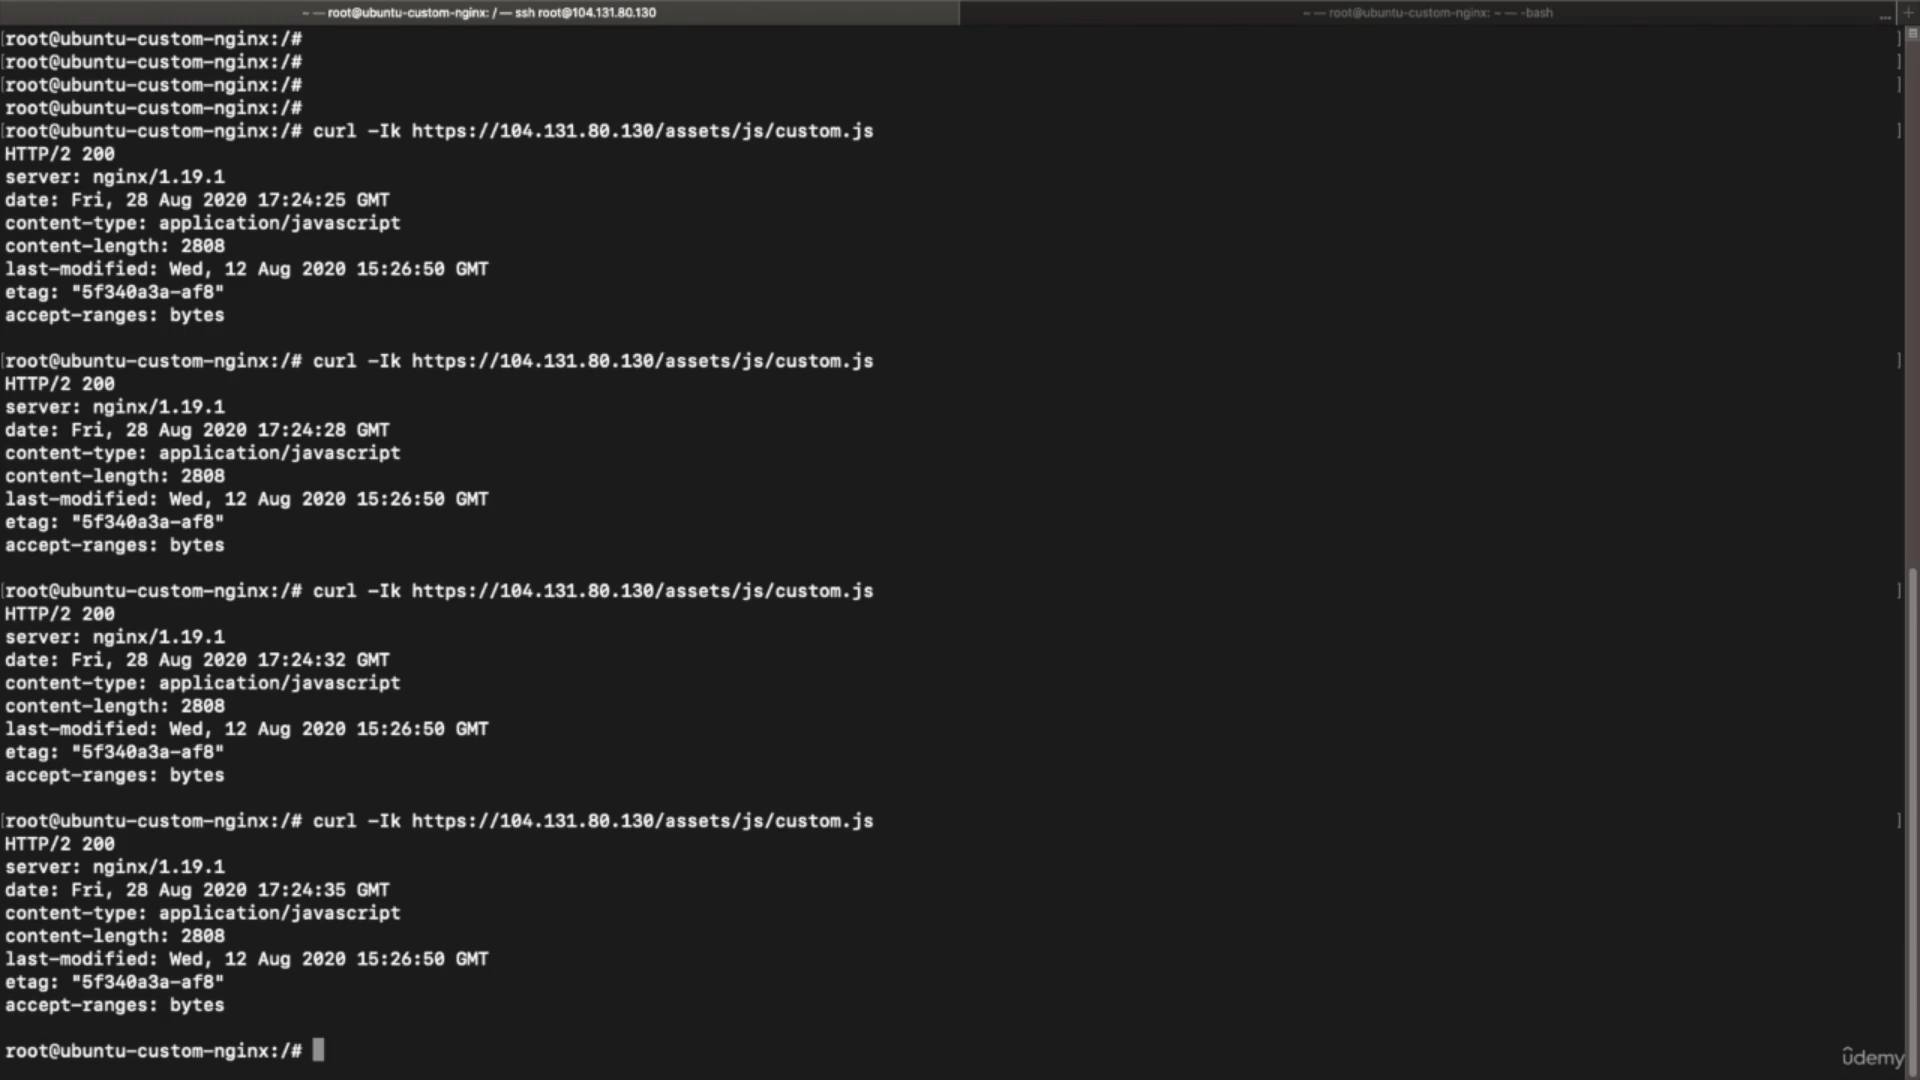 ~ — root@ubuntu-custom-nginx: / — ssh root@104.131.80.130
~ — root@ubuntu-custom-nginx: ~ — -bash
... +
[root@ubuntu-custom-nginx:/# ]
[root@ubuntu-custom-nginx:/# ]
[root@ubuntu-custom-nginx:/# ]
root@ubuntu-custom-nginx:/#
[root@ubuntu-custom-nginx:/# curl -Ik https://104.131.80.130/assets/js/custom.js ]
HTTP/2 200
server: nginx/1.19.1
date: Fri, 28 Aug 2020 17:24:25 GMT
content-type: application/javascript
content-length: 2808
last-modified: Wed, 12 Aug 2020 15:26:50 GMT
etag: "5f340a3a-af8"
accept-ranges: bytes
[root@ubuntu-custom-nginx:/# curl -Ik https://104.131.80.130/assets/js/custom.js ]
HTTP/2 200
server: nginx/1.19.1
date: Fri, 28 Aug 2020 17:24:28 GMT
content-type: application/javascript
content-length: 2808
last-modified: Wed, 12 Aug 2020 15:26:50 GMT
etag: "5f340a3a-af8"
accept-ranges: bytes
[root@ubuntu-custom-nginx:/# curl -Ik https://104.131.80.130/assets/js/custom.js ]
HTTP/2 200
server: nginx/1.19.1
date: Fri, 28 Aug 2020 17:24:32 GMT
content-type: application/javascript
content-length: 2808
last-modified: Wed, 12 Aug 2020 15:26:50 GMT
etag: "5f340a3a-af8"
accept-ranges: bytes
[root@ubuntu-custom-nginx:/# curl -Ik https://104.131.80.130/assets/js/custom.js ]
HTTP/2 200
server: nginx/1.19.1
date: Fri, 28 Aug 2020 17:24:35 GMT
content-type: application/javascript
content-length: 2808
last-modified: Wed, 12 Aug 2020 15:26:50 GMT
etag: "5f340a3a-af8"
accept-ranges: bytes
root@ubuntu-custom-nginx:/#
ûdemy